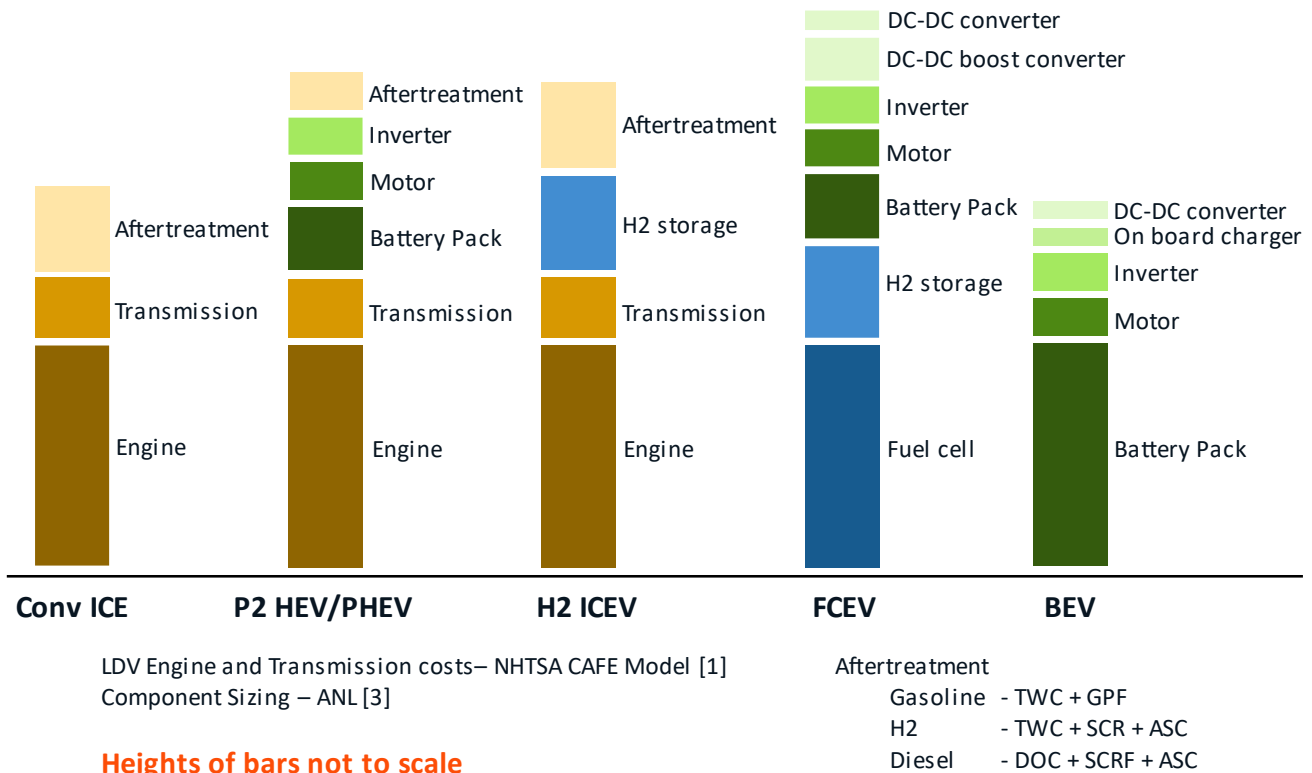 Aftertreatment
Transmission
Engine
Aftertreatment
Inverter
Motor
Battery Pack
Transmission
Engine
Aftertreatment
H2 storage
Transmission
Engine
DC-DC converter
DC-DC boost converter
Inverter
Motor
Battery Pack
H2 storage
Fuel cell
DC-DC converter
On board charger
Inverter
Motor
Battery Pack
Conv ICE
P2 HEV/PHEV
H2 ICEV
FCEV
BEV
LDV Engine and Transmission costs– NHTSA CAFE Model [1]
Component Sizing – ANL [3]
Heights of bars not to scale
Aftertreatment
Gasoline - TWC + GPF
H2 - TWC + SCR + ASC
Diesel - DOC + SCRF + ASC